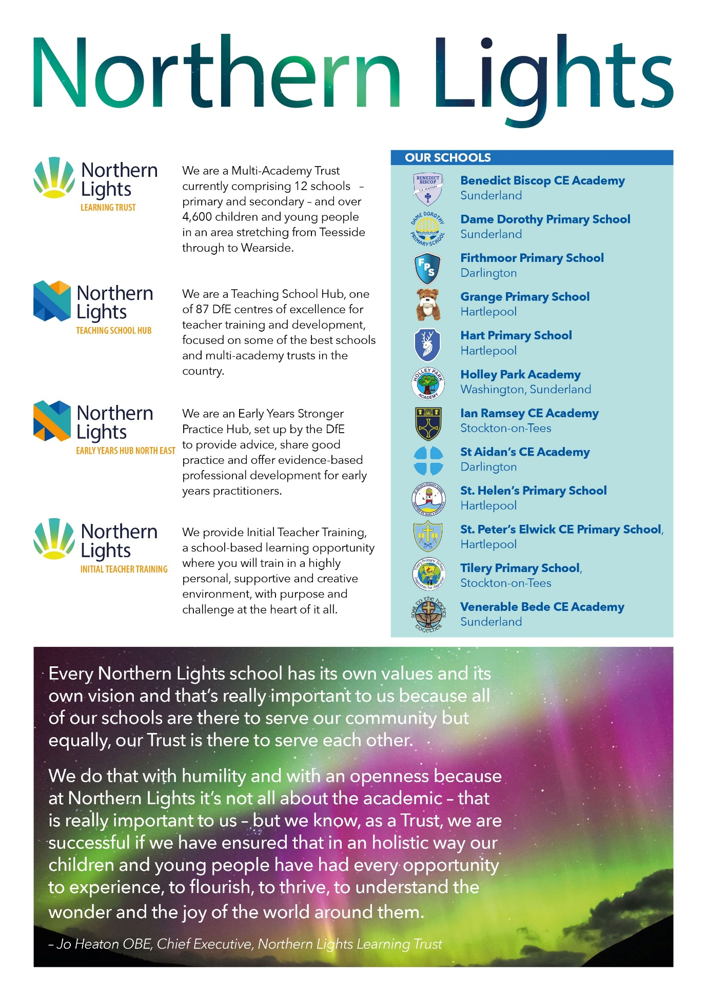 Northern Lights
Northern
Lights
LEARNING TRUST
We are a Multi-Academy Trust
currently comprising 12 schools –
primary and secondary – and over
4,600 children and young people
in an area stretching from Teesside
through to Wearside.
Northern
Lights
TEACHING SCHOOL HUB
We are a Teaching School Hub, one
of 87 DfE centres of excellence for
teacher training and development,
focused on some of the best schools
and multi-academy trusts in the
country.
Northern
Lights
EARLY YEARS HUB NORTH EAST
We are an Early Years Stronger
Practice Hub, set up by the DfE
to provide advice, share good
practice and offer evidence-based
professional development for early
years practitioners.
Northern
Lights
INITIAL TEACHER TRAINING
We provide Initial Teacher Training,
a school-based learning opportunity
where you will train in a highly
personal, supportive and creative
environment, with purpose and
challenge at the heart of it all.
OUR SCHOOLS
BENEDICT
BISCOP
C.E. ACADEMY
Benedict Biscop CE Academy
Sunderland
DAME DOROTHY
PRIMARY SCHOOL
Dame Dorothy Primary School
Sunderland
FPS
Firthmoor Primary School
Darlington
Grange Primary School
Hartlepool
Hart Primary School
Hartlepool
HOLLEY PARK
ACADEMY
Holley Park Academy
Washington, Sunderland
Ian Ramsey CE Academy
Stockton-on-Tees
St Aidan’s CE Academy
Darlington
ST HELEN'S PRIMARY SCHOOL
TOGETHER WE MAKE A DIFFERENCE
St. Helen’s Primary School
Hartlepool
St. Peter’s Elwick CE Primary School,
Hartlepool
Tilery Primary School
Inspiration for Aspiration
Tilery Primary School,
Stockton-on-Tees
SOAR TO THE HEIGHTS
TOGETHER
Venerable Bede CE Academy
Sunderland
Every Northern Lights school has its own values and its
own vision and that’s really important to us because all
of our schools are there to serve our community but
equally, our Trust is there to serve each other.
We do that with humility and with an openness because
at Northern Lights it’s not all about the academic – that
is really important to us – but we know, as a Trust, we are
successful if we have ensured that in an holistic way our
children and young people have had every opportunity
to experience, to flourish, to thrive, to understand the
wonder and the joy of the world around them.
– Jo Heaton OBE, Chief Executive, Northern Lights Learning Trust